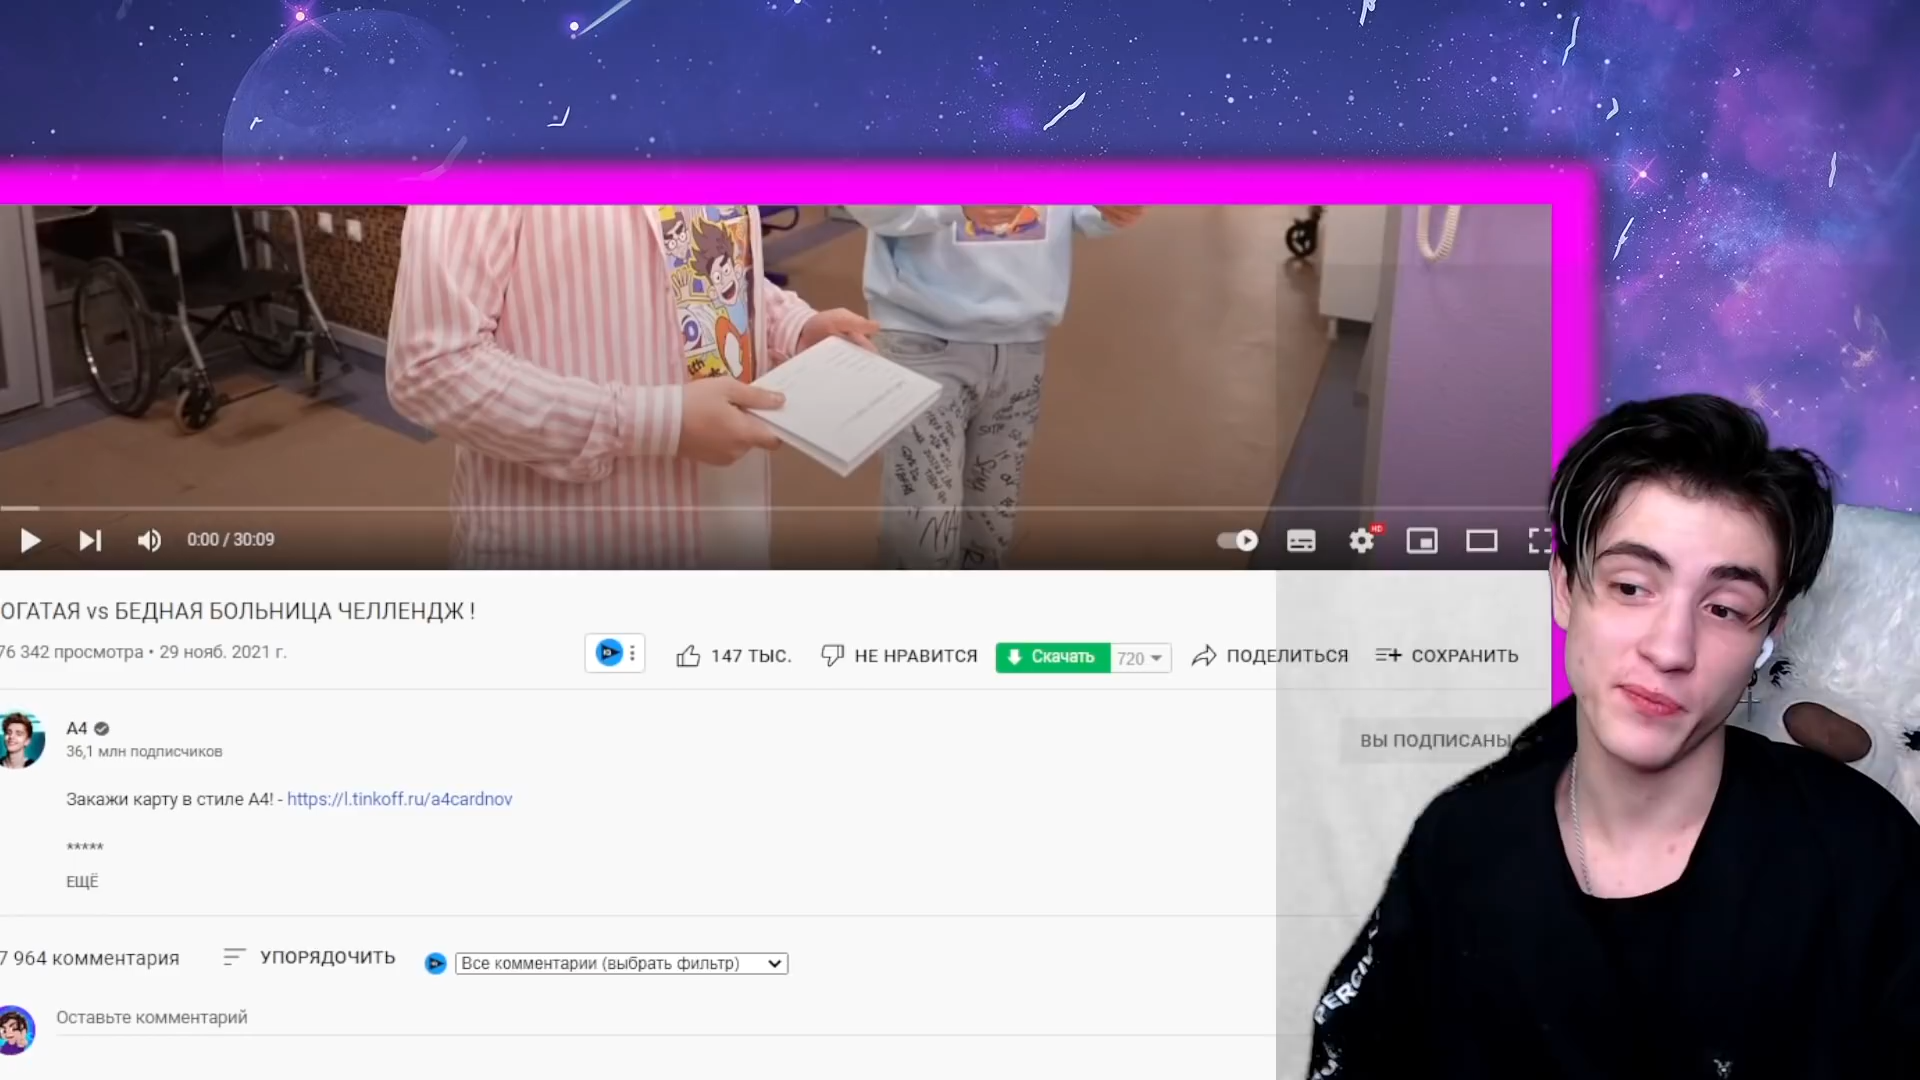 0:00 / 30:09
HD
ОГАТАЯ vs БЕДНАЯ БОЛЬНИЦА ЧЕЛЛЕНДЖ !
76 342 просмотра • 29 нояб. 2021 г.
147 ТЫС.
НЕ НРАВИТСЯ
Скачать
720
ПОДЕЛИТЬСЯ
СОХРАНИТЬ
А4
36,1 млн подписчиков
ВЫ ПОДПИСАНЫ
Закажи карту в стиле А4! - https://l.tinkoff.ru/a4cardnov
*****
ЕЩЁ
7 964 комментария
УПОРЯДОЧИТЬ
Все комментарии (выбрать фильтр)
Оставьте комментарий